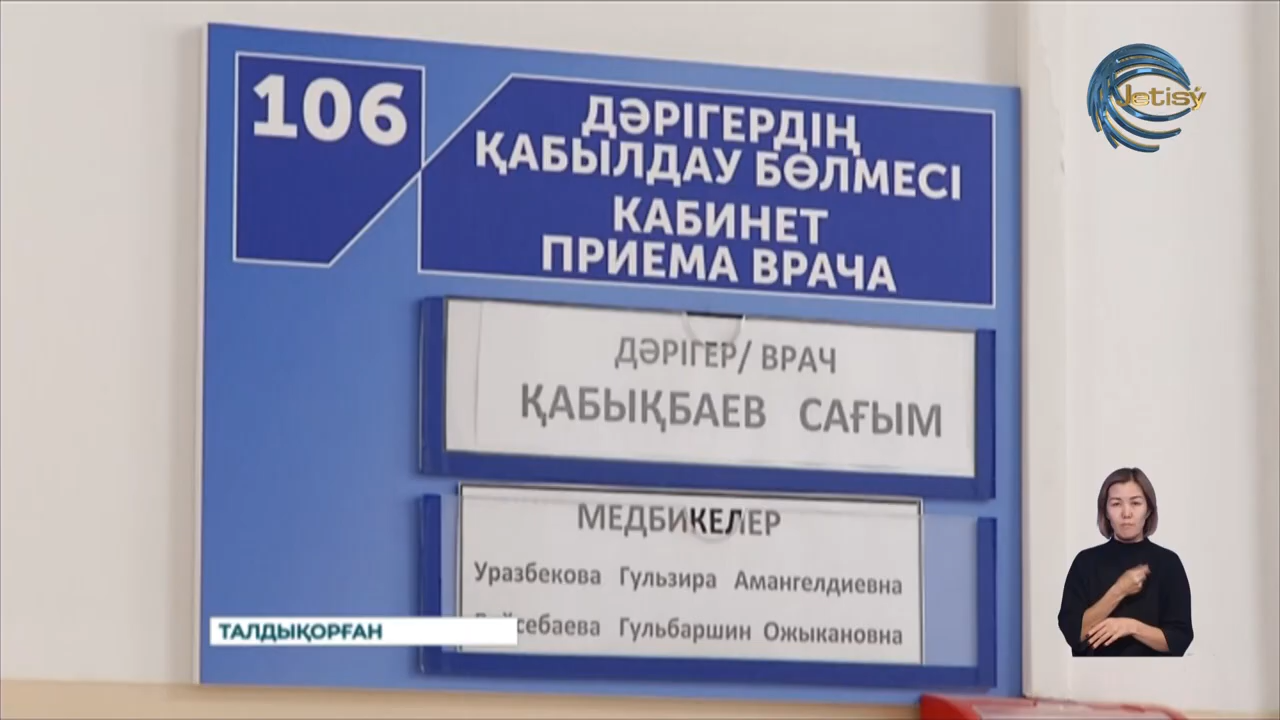 106
ДӘРІГЕРДІҢ
ҚАБЫЛДАУ БӨЛМЕСІ
КАБИНЕТ
ПРИЕМА ВРАЧА
ДӘРІГЕР/ ВРАЧ
ҚАБЫҚБАЕВ САҒЫМ
МЕДБИКЕЛЕР
Уразбекова Гульзира Амангелдиевна
Гульбаршин Ожыкановна
ТАЛДЫҚОРҒАН
Jetisý